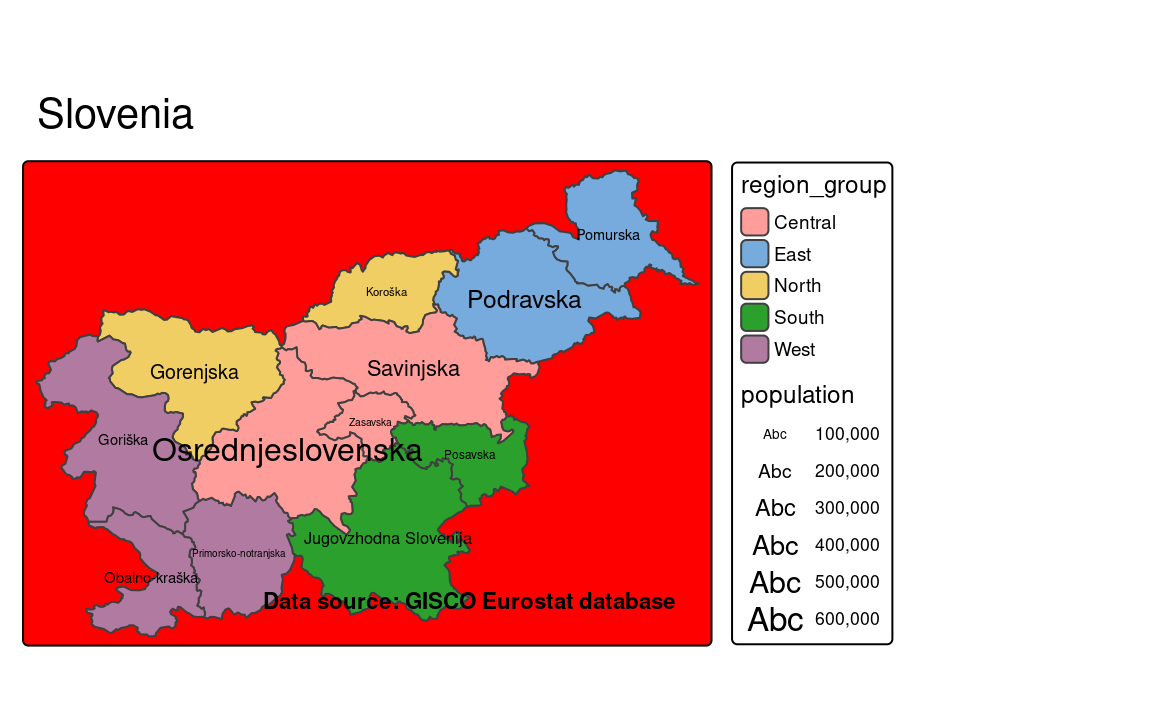 Slovenia
Pomurska
Koroška
Podravska
Gorenjska
Savinjska
Zasavska
Goriška
Osrednjeslovenska
Posavska
Jugovzhodna Slovenija
Primorsko-notranjska
Obalno-kraška
Data source: GISCO Eurostat database
region_group
Central
East
North
South
West
population
Abc 100,000
Abc 200,000
Abc 300,000
Abc 400,000
Abc 500,000
Abc 600,000